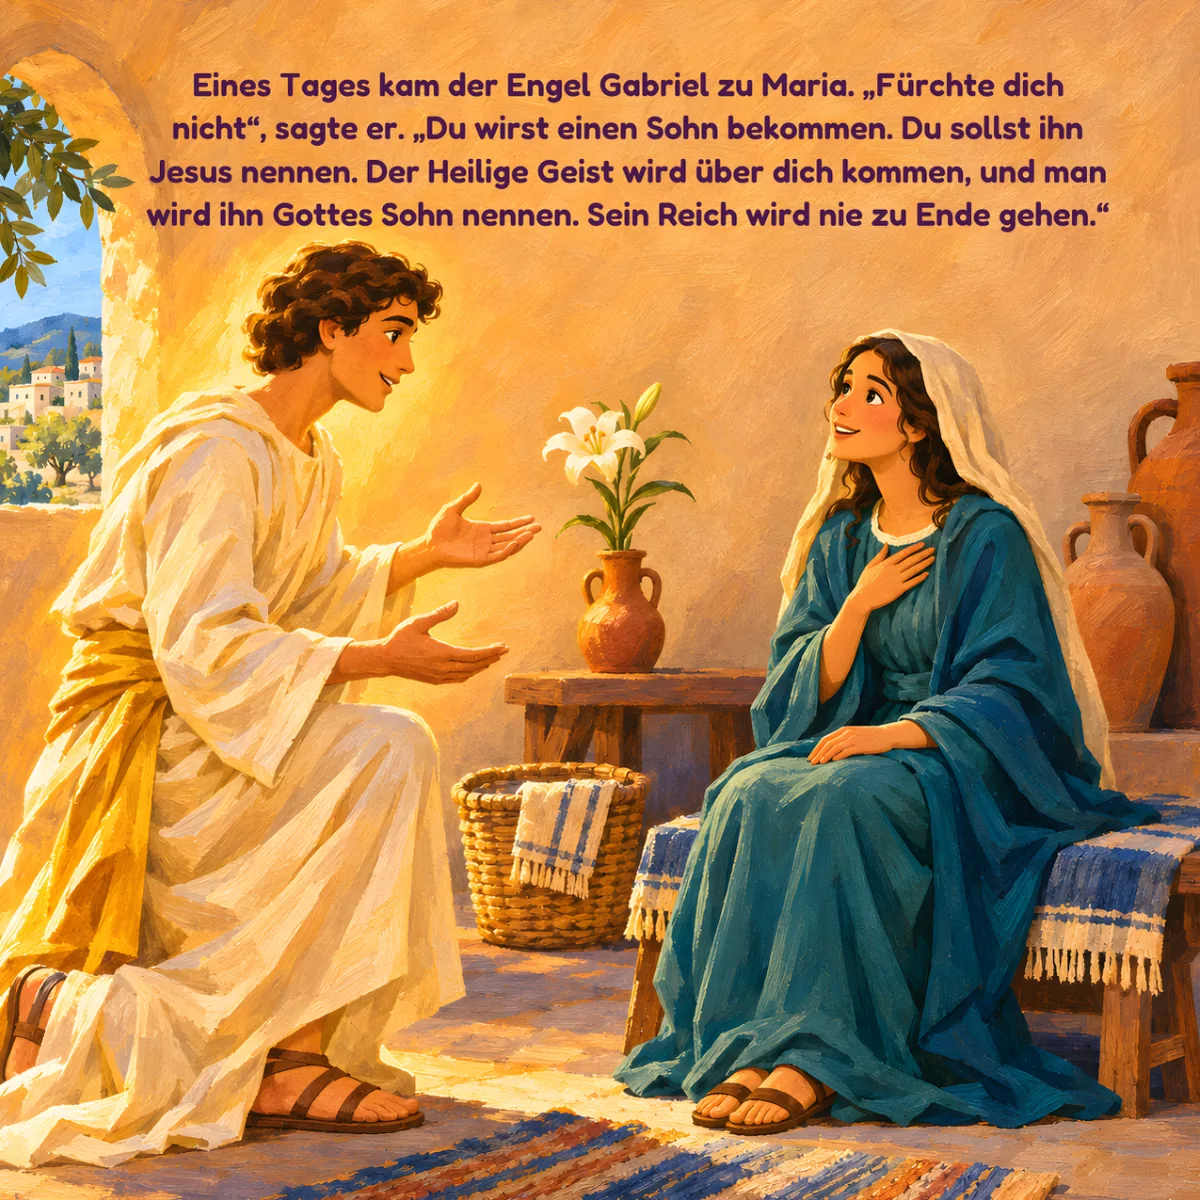 Eines Tages kam der Engel Gabriel zu Maria. „Fürchte dich
nicht“, sagte er. „Du wirst einen Sohn bekommen. Du sollst ihn
Jesus nennen. Der Heilige Geist wird über dich kommen, und man
wird ihn Gottes Sohn nennen. Sein Reich wird nie zu Ende gehen.“